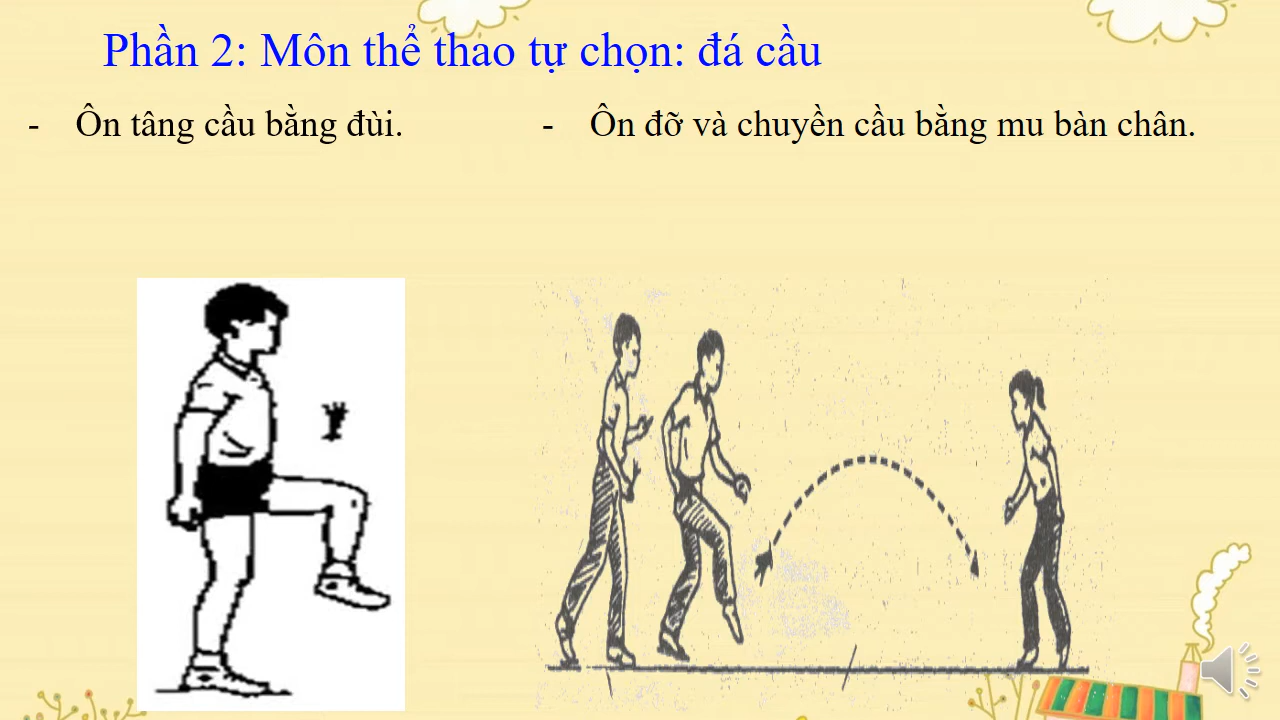 Phần 2: Môn thể thao tự chọn: đá cầu
- Ôn tâng cầu bằng đùi.
- Ôn đỡ và chuyền cầu bằng mu bàn chân.